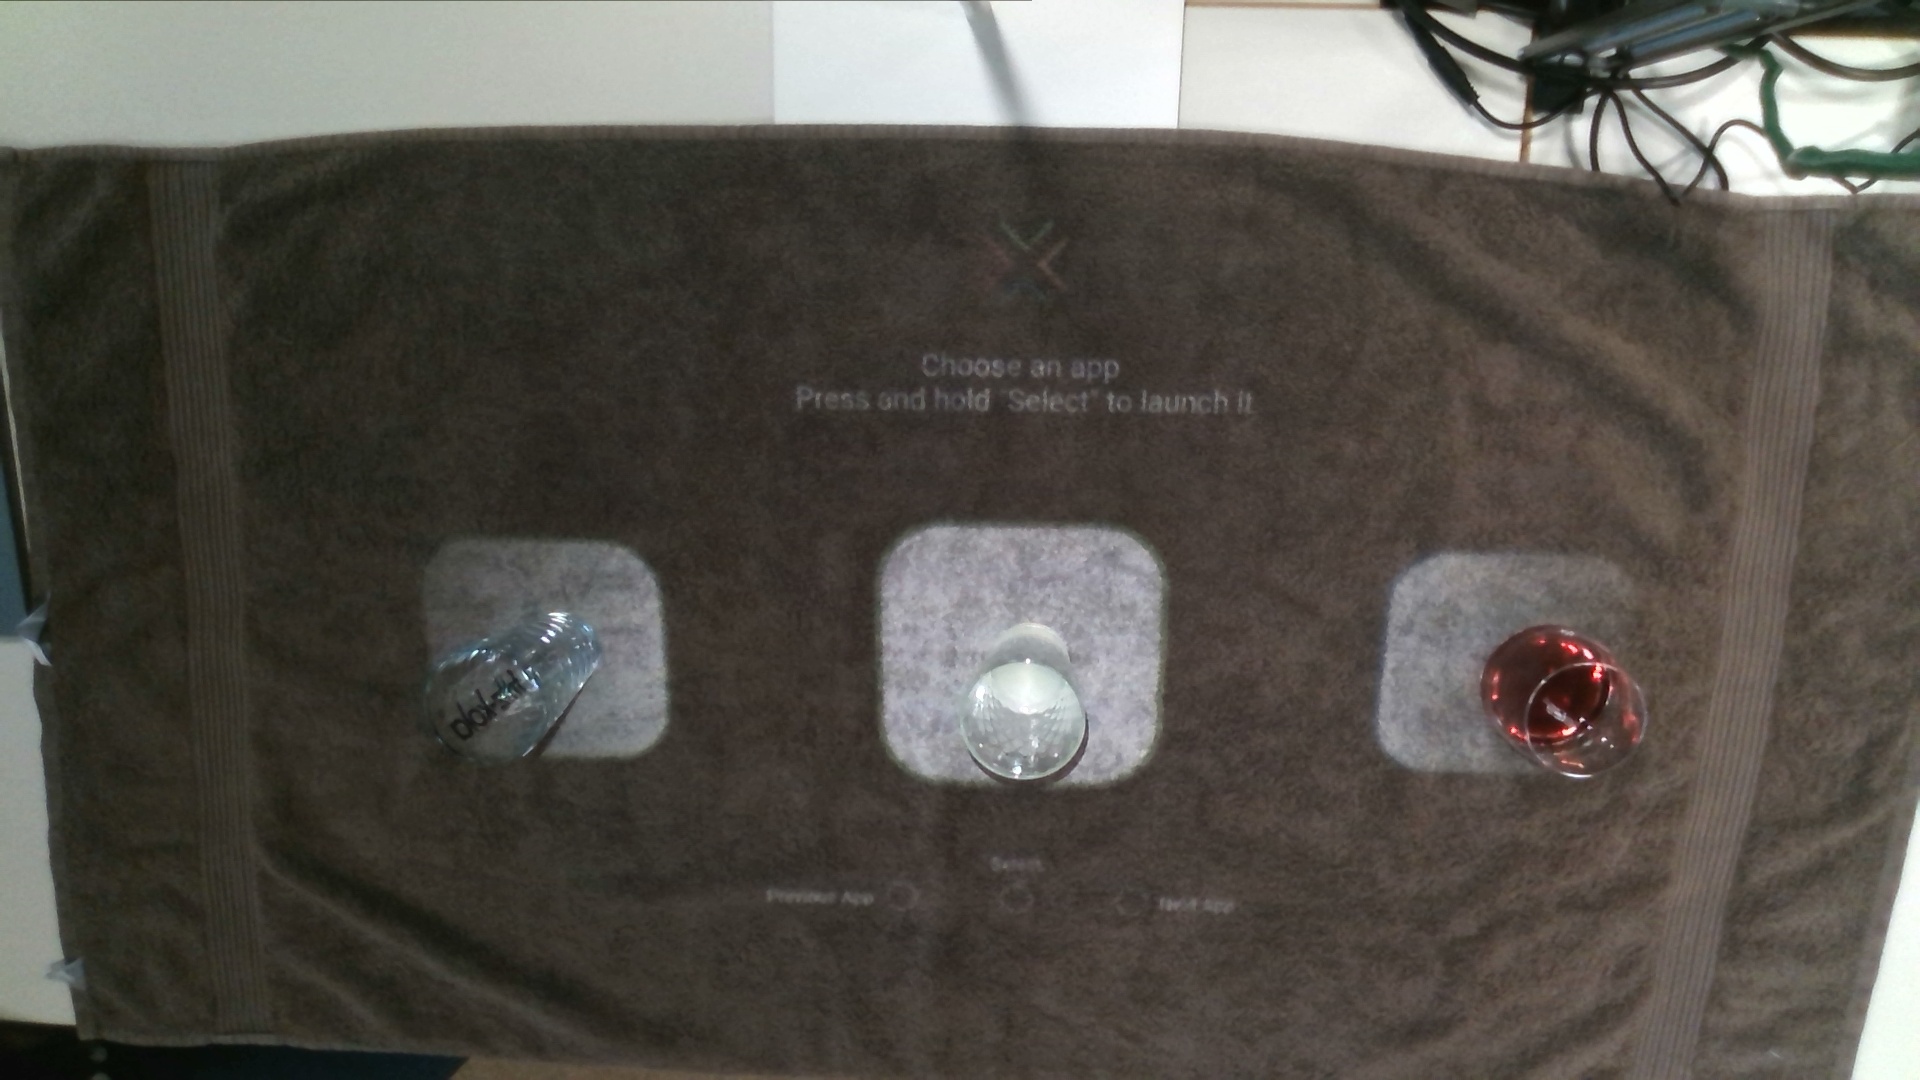 Choose an app
Press and hold "Select" to launch it
Select
Previous App
Next App